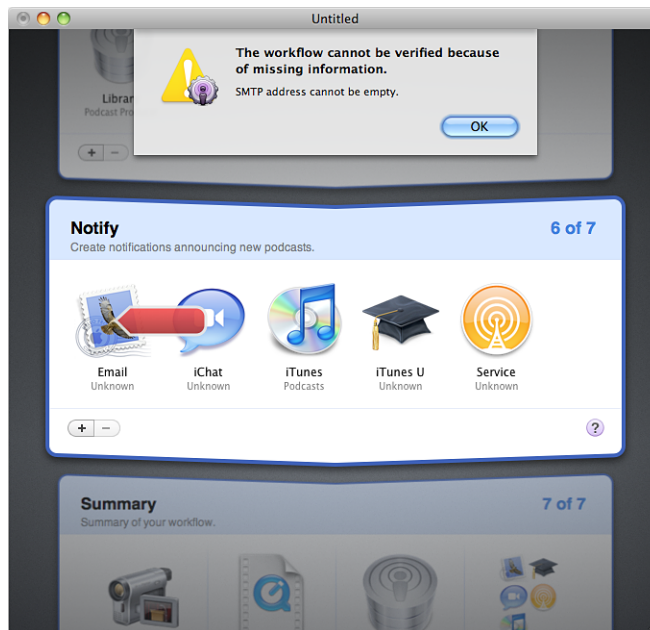 Untitled
The workflow cannot be verified because
of missing information.
SMTP address cannot be empty.
OK
Librar
Podcast Pro
Notify
6 of 7
Create notifications announcing new podcasts.
Email
iChat
iTunes
iTunes U
Service
Unknown
Unknown
Podcasts
Unknown
Unknown
?
Summary
7 of 7
Summary of your workflow.